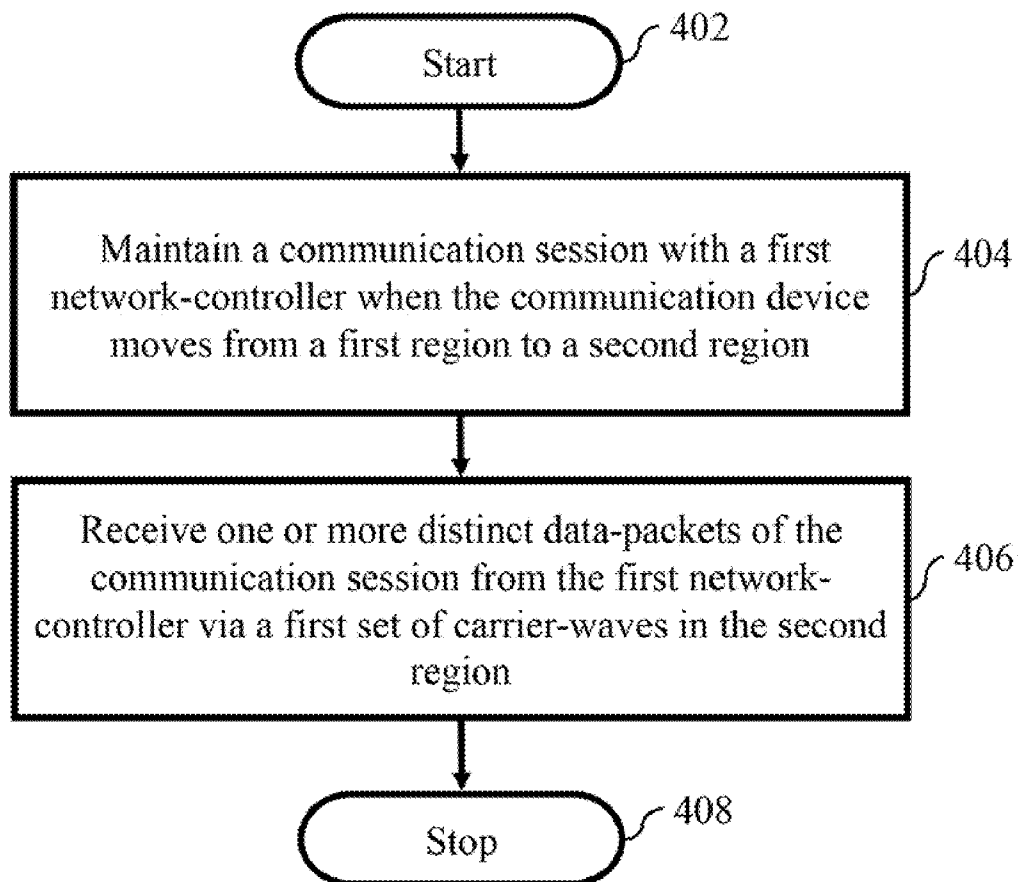 Start
402
Maintain a communication session with a first
network-controller when the communication device
moves from a first region to a second region
404
Receive one or more distinct data-packets of the
communication session from the first network-
controller via a first set of carrier-waves in the second
region
406
Stop
408